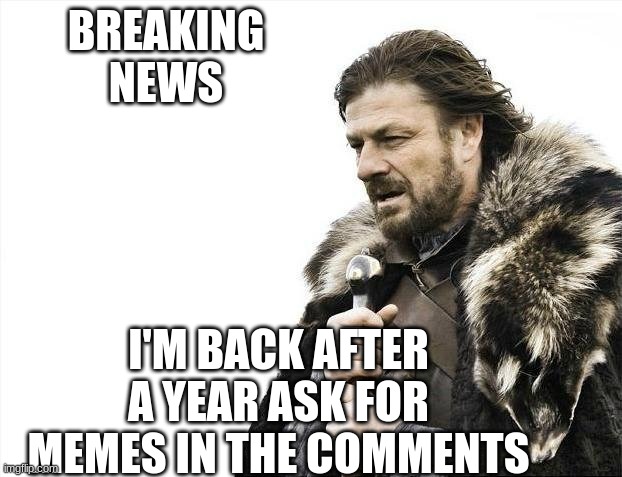 BREAKING
NEWS
I'M BACK AFTER
A YEAR ASK FOR
MEMES IN THE COMMENTS
imgflip.com